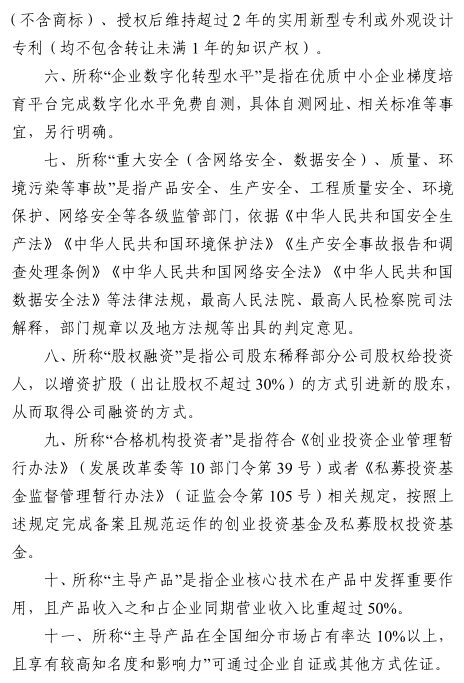 （不含商标）、授权后维持超过 2 年的实用新型专利或外观设计
专利（均不包含转让未满 1 年的知识产权）。
六、所称“企业数字化转型水平”是指在优质中小企业梯度培
育平台完成数字化水平免费自测，具体自测网址、相关标准等事
宜，另行明确。
七、所称“重大安全（含网络安全、数据安全）、质量、环
境污染等事故”是指产品安全、生产安全、工程质量安全、环境
保护、网络安全等各级监管部门，依据《中华人民共和国安全生
产法》《中华人民共和国环境保护法》《生产安全事故报告和调
查处理条例》《中华人民共和国网络安全法》《中华人民共和国
数据安全法》等法律法规，最高人民法院、最高人民检察院司法
解释，部门规章以及地方法规等出具的判定意见。
八、所称“股权融资”是指公司股东稀释部分公司股权给投资
人，以增资扩股（出让股权不超过 30%）的方式引进新的股东，
从而取得公司融资的方式。
九、所称“合格机构投资者”是指符合《创业投资企业管理暂
行办法》（发展改革委等 10 部门令第 39 号）或者《私募投资基
金监督管理暂行办法》（证监会令第 105 号）相关规定，按照上
述规定完成备案且规范运作的创业投资基金及私募股权投资基
金。
十、所称“主导产品”是指企业核心技术在产品中发挥重要作
用，且产品收入之和占企业同期营业收入比重超过 50%。
十一、所称“主导产品在全国细分市场占有率达 10%以上，
且享有较高知名度和影响力”可通过企业自证或其他方式佐证。